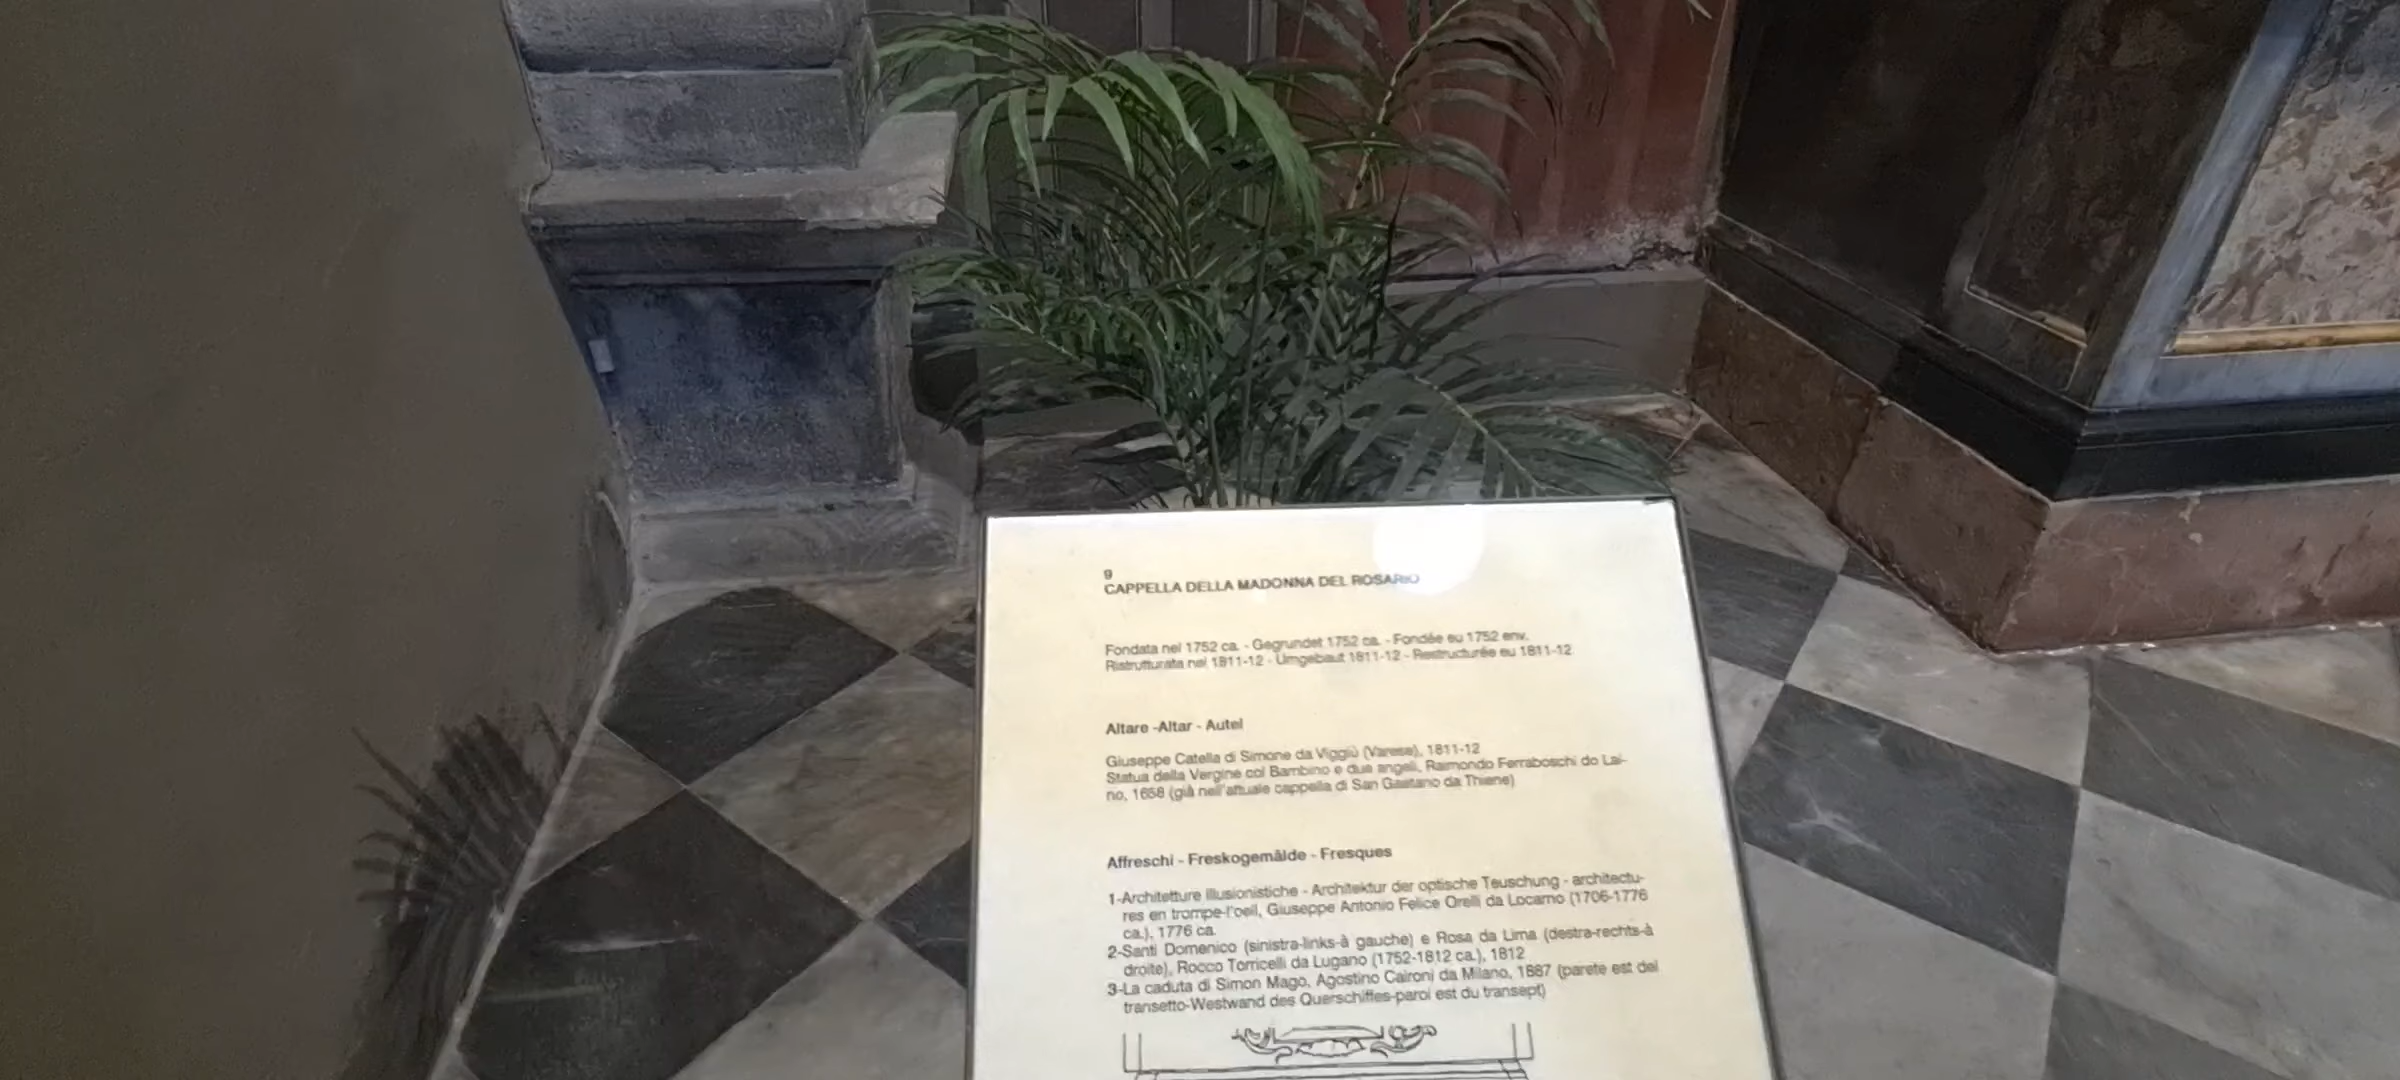 9
CAPPELLA DELLA MADONNA DEL ROSARIO
Fondata nel 1752 ca. - Gegrundet 1752 ca. - Fondée eu 1752 env.
Ristrutturata nel 1811-12 - Umgebaut 1811-12 - Restructurée eu 1811-12
Altare -Altar - Autel
Giuseppe Catella di Simone da Viggiù (Varese), 1811-12
Statua della Vergine col Bambino e due angeli, Raimondo Ferraboschi do Lai-
no, 1658 (già nell'attuale cappella di San Gaetano da Thiene)
Affreschi - Freskogemälde - Fresques
1-Architetture illusionistiche - Architektur der optische Teuschung - architectu-
res en trompe-l'oeil, Giuseppe Antonio Felice Orelli da Locarno (1706-1776
ca.), 1776 ca.
2-Santi Domenico (sinistra-links-à gauche) e Rosa da Lima (destra-rechts-à
droite), Rocco Torricelli da Lugano (1752-1812 ca.), 1812
3-La caduta di Simon Mago, Agostino Caironi da Milano, 1887 (parete est del
transetto-Westwand des Querschiffes-paroi est du transept)